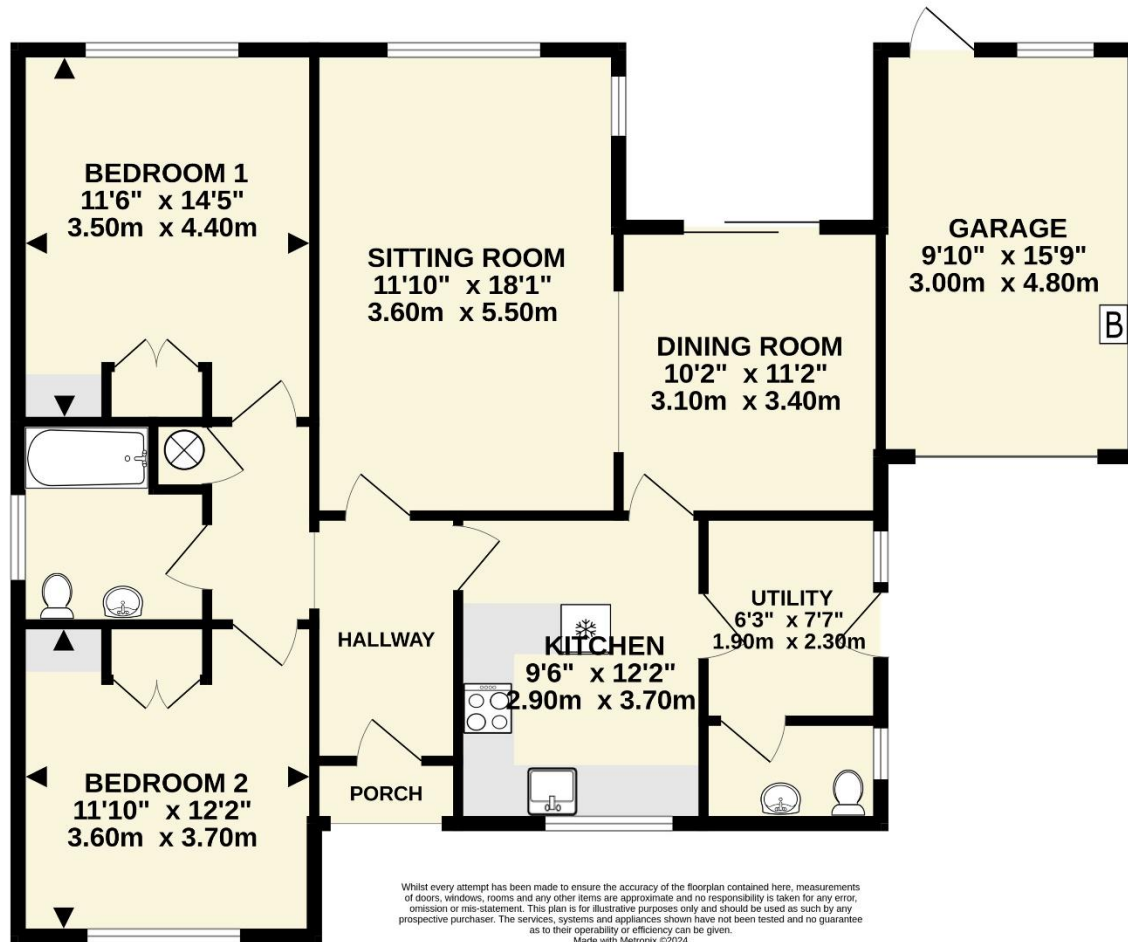 BEDROOM 1
11'6" x 14'5"
3.50m x 4.40m
SITTING ROOM
11'10" x 18'1"
3.60m x 5.50m
GARAGE
9'10" x 15'9"
3.00m x 4.80m
B
DINING ROOM
10'2" x 11'2"
3.10m x 3.40m
HALLWAY
KITCHEN
9'6" x 12'2"
2.90m x 3.70m
UTILITY
6'3" x 7'7"
1.90m x 2.30m
BEDROOM 2
11'10" x 12'2"
3.60m x 3.70m
PORCH
Whilst every attempt has been made to ensure the accuracy of the floorplan contained here, measurements
of doors, windows, rooms and any other items are approximate and no responsibility is taken for any error,
omission or mis-statement. This plan is for illustrative purposes only and should be used as such by any
prospective purchaser. The services, systems and appliances shown have not been tested and no guarantee
as to their operability or efficiency can be given.
Made with Metropix ©2024